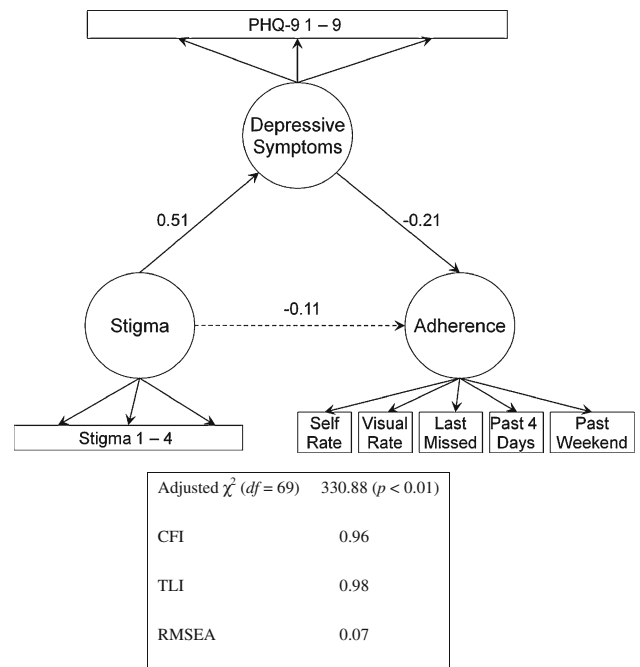 PHQ-9 1 – 9
Depressive
Symptoms
0.51
-0.21
Stigma
-0.11
Adherence
Stigma 1 – 4
Self
Rate
Visual
Rate
Last
Missed
Past 4
Days
Past
Weekend
Adjusted χ² (df = 69) 330.88 (p < 0.01)
CFI 0.96
TLI 0.98
RMSEA 0.07